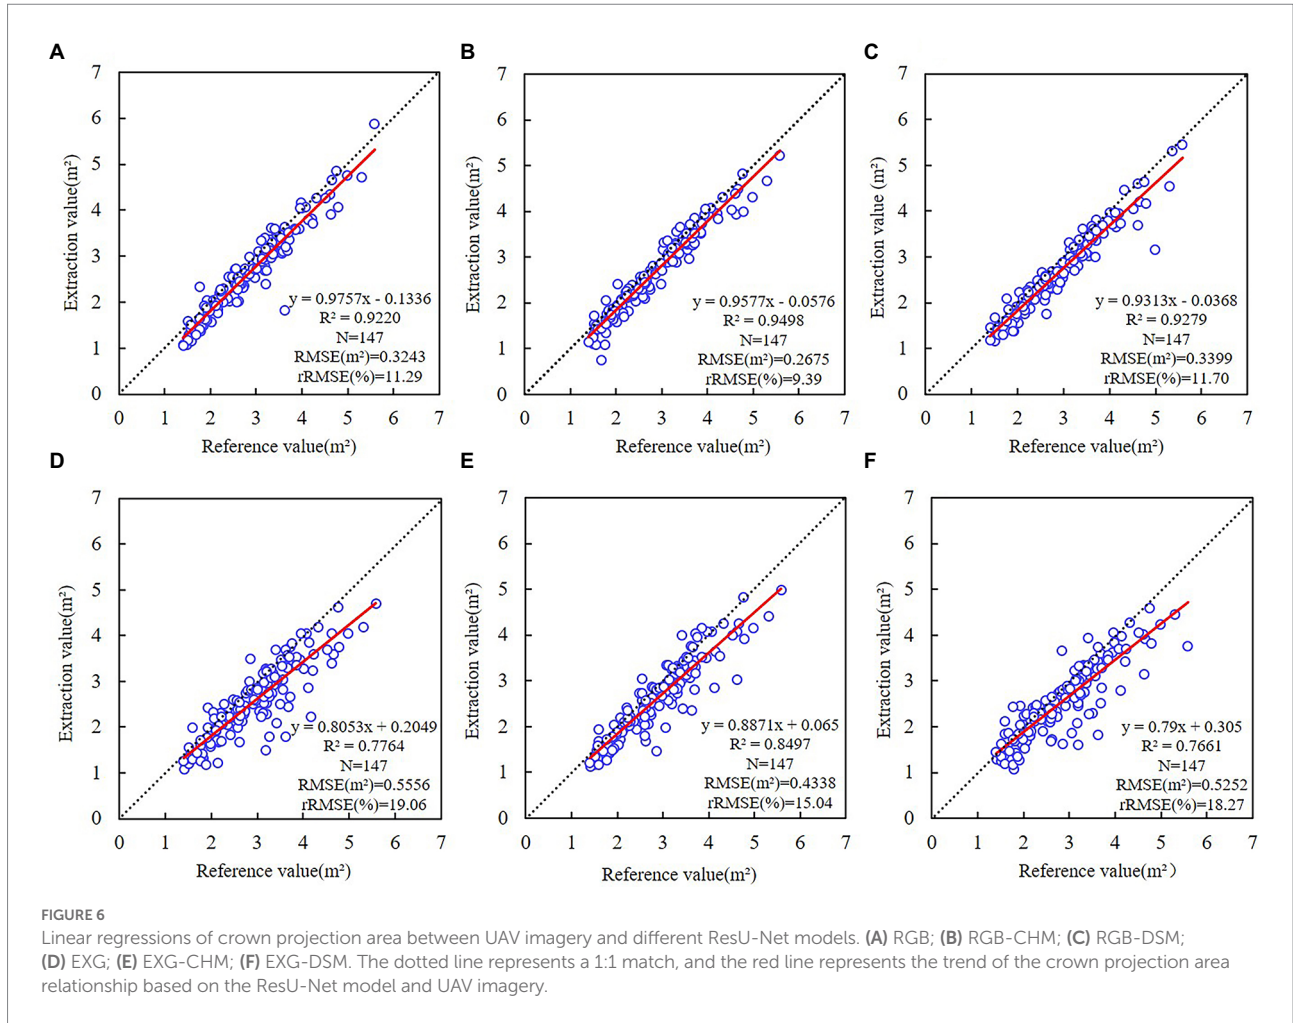 A
Extraction value(m²)
7
6
5
4
3
2
1
0
y = 0.9757x - 0.1336
R² = 0.9220
N=147
RMSE(m²)=0.3243
rRMSE(%)=11.29
0 1 2 3 4 5 6 7
Reference value(m²)
B
Extraction value(m²)
7
6
5
4
3
2
1
0
y = 0.9577x - 0.0576
R² = 0.9498
N=147
RMSE(m²)=0.2675
rRMSE(%)=9.39
0 1 2 3 4 5 6 7
Reference value(m²)
C
Extraction value (m²)
7
6
5
4
3
2
1
0
y = 0.9313x - 0.0368
R² = 0.9279
N=147
RMSE(m²)=0.3399
rRMSE(%)=11.70
0 1 2 3 4 5 6 7
Reference value(m²)
D
Extraction value(m²)
7
6
5
4
3
2
1
0
y = 0.8053x + 0.2049
R² = 0.7764
N=147
RMSE(m²)=0.5556
rRMSE(%)=19.06
0 1 2 3 4 5 6 7
Reference value(m²)
E
Extraction value(m²)
7
6
5
4
3
2
1
0
y = 0.8871x + 0.065
R² = 0.8497
N=147
RMSE(m²)=0.4338
rRMSE(%)=15.04
0 1 2 3 4 5 6 7
Reference value(m²)
F
Extraction value(m²)
7
6
5
4
3
2
1
0
y = 0.79x + 0.305
R² = 0.7661
N=147
RMSE(m²)=0.5252
rRMSE(%)=18.27
0 1 2 3 4 5 6 7
Reference value(m²）
FIGURE 6
Linear regressions of crown projection area between UAV imagery and different ResU-Net models. (A) RGB; (B) RGB-CHM; (C) RGB-DSM;
(D) EXG; (E) EXG-CHM; (F) EXG-DSM. The dotted line represents a 1:1 match, and the red line represents the trend of the crown projection area
relationship based on the ResU-Net model and UAV imagery.